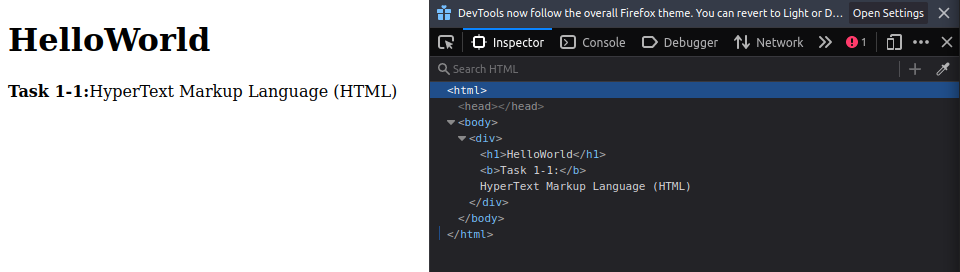 HelloWorld
Task 1-1:HyperText Markup Language (HTML)
DevTools now follow the overall Firefox theme. You can revert to Light or D... Open Settings
Inspector Console Debugger Network 1
Search HTML
<html>
<head></head>
<body>
<div>
<h1>HelloWorld</h1>
<b>Task 1-1:</b>
HyperText Markup Language (HTML)
</div>
</body>
</html>